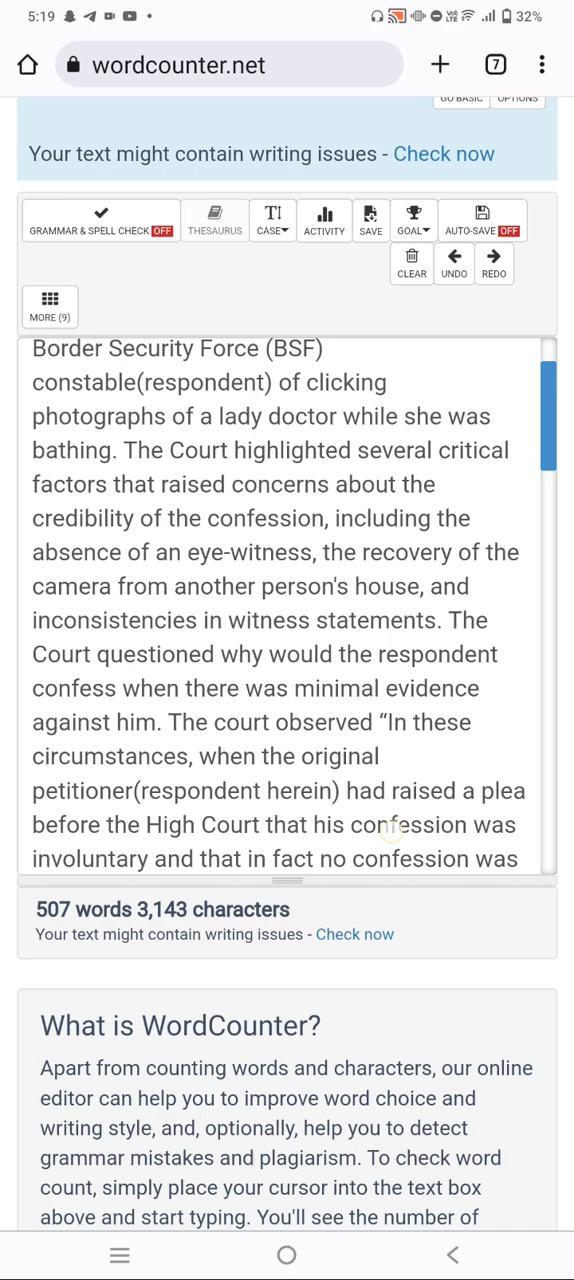 5:19
VoD LTE
32%
wordcounter.net
7
GO BASIC OPTIONS
Your text might contain writing issues - Check now
GRAMMAR & SPELL CHECK OFF THESAURUS CASE ACTIVITY SAVE GOAL AUTO-SAVE OFF
CLEAR UNDO REDO
MORE (9)
Border Security Force (BSF)
constable(respondent) of clicking
photographs of a lady doctor while she was
bathing. The Court highlighted several critical
factors that raised concerns about the
credibility of the confession, including the
absence of an eye-witness, the recovery of the
camera from another person's house, and
inconsistencies in witness statements. The
Court questioned why would the respondent
confess when there was minimal evidence
against him. The court observed “In these
circumstances, when the original
petitioner(respondent herein) had raised a plea
before the High Court that his confession was
involuntary and that in fact no confession was
507 words 3,143 characters
Your text might contain writing issues - Check now
What is WordCounter?
Apart from counting words and characters, our online
editor can help you to improve word choice and
writing style, and, optionally, help you to detect
grammar mistakes and plagiarism. To check word
count, simply place your cursor into the text box
above and start typing. You'll see the number of